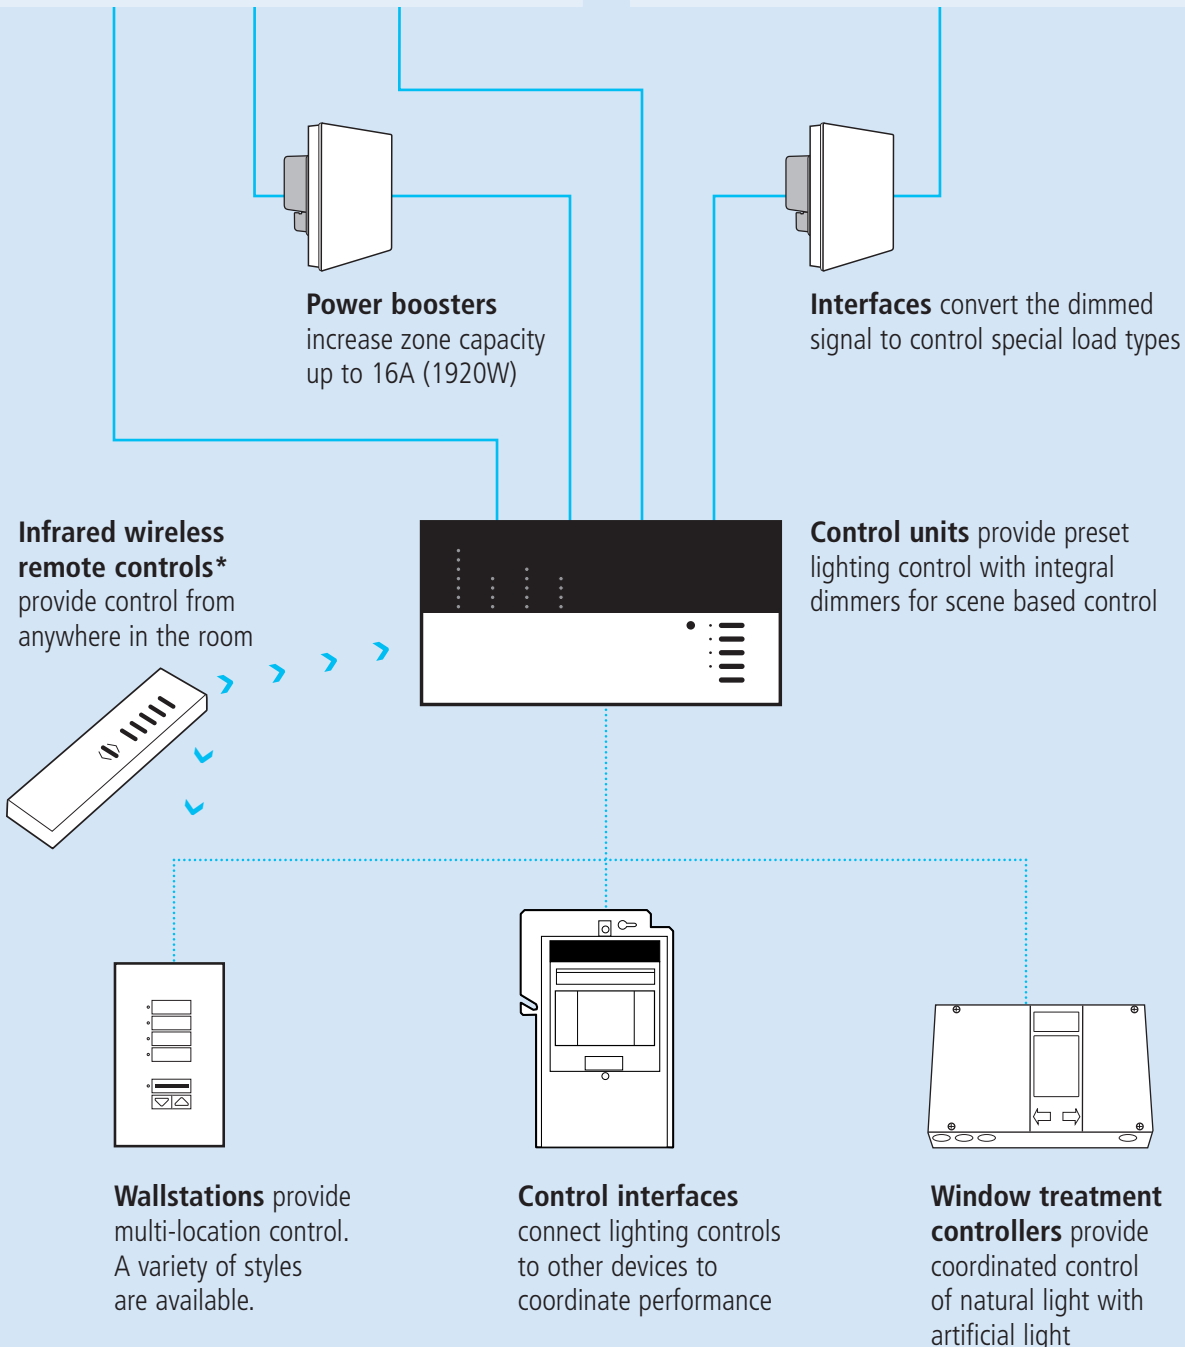 Power boosters
increase zone capacity
up to 16A (1920W)
Interfaces convert the dimmed
signal to control special load types
Infrared wireless
remote controls*
provide control from
anywhere in the room
Control units provide preset
lighting control with integral
dimmers for scene based control
Wallstations provide
multi-location control.
A variety of styles
are available.
Control interfaces
connect lighting controls
to other devices to
coordinate performance
Window treatment
controllers provide
coordinated control
of natural light with
artificial light